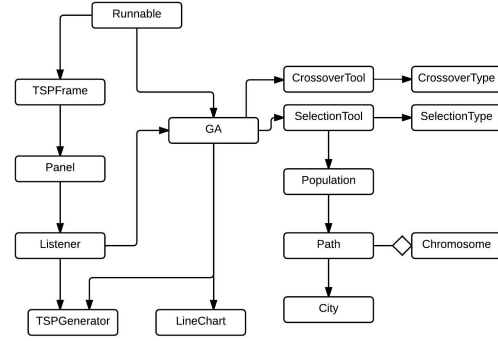 Runnable
CrossoverTool
CrossoverType
TSPFrame
GA
SelectionTool
SelectionType
Panel
Population
Listener
Path
Chromosome
City
TSPGenerator
LineChart